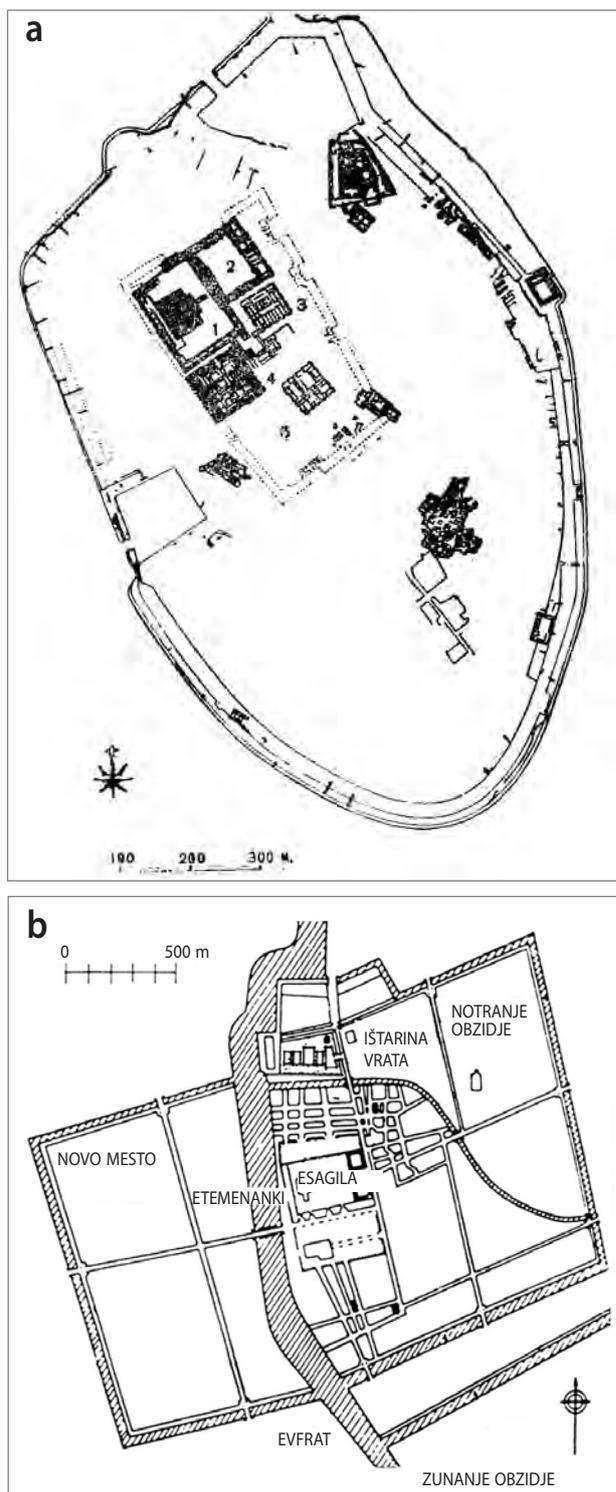 a
2
3
1
4
5
100 200 300 M.
b
0 500 m
NOTRANJE
OBZIDJE
IŠTARINA
VRATA
NOVO MESTO
ESAGILA
ETEMENANKI
EVFRAT
ZUNANJE OBZIDJE